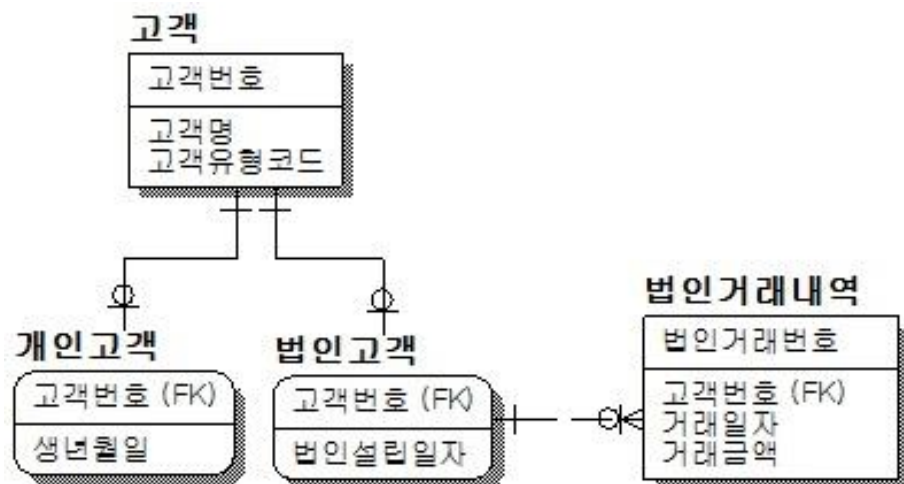 고객
고객번호
고객명
고객유형코드
개인고객
고객번호 (FK)
생년월일
법인고객
고객번호 (FK)
법인설립일자
법인거래내역
법인거래번호
고객번호 (FK)
거래일자
거래금액